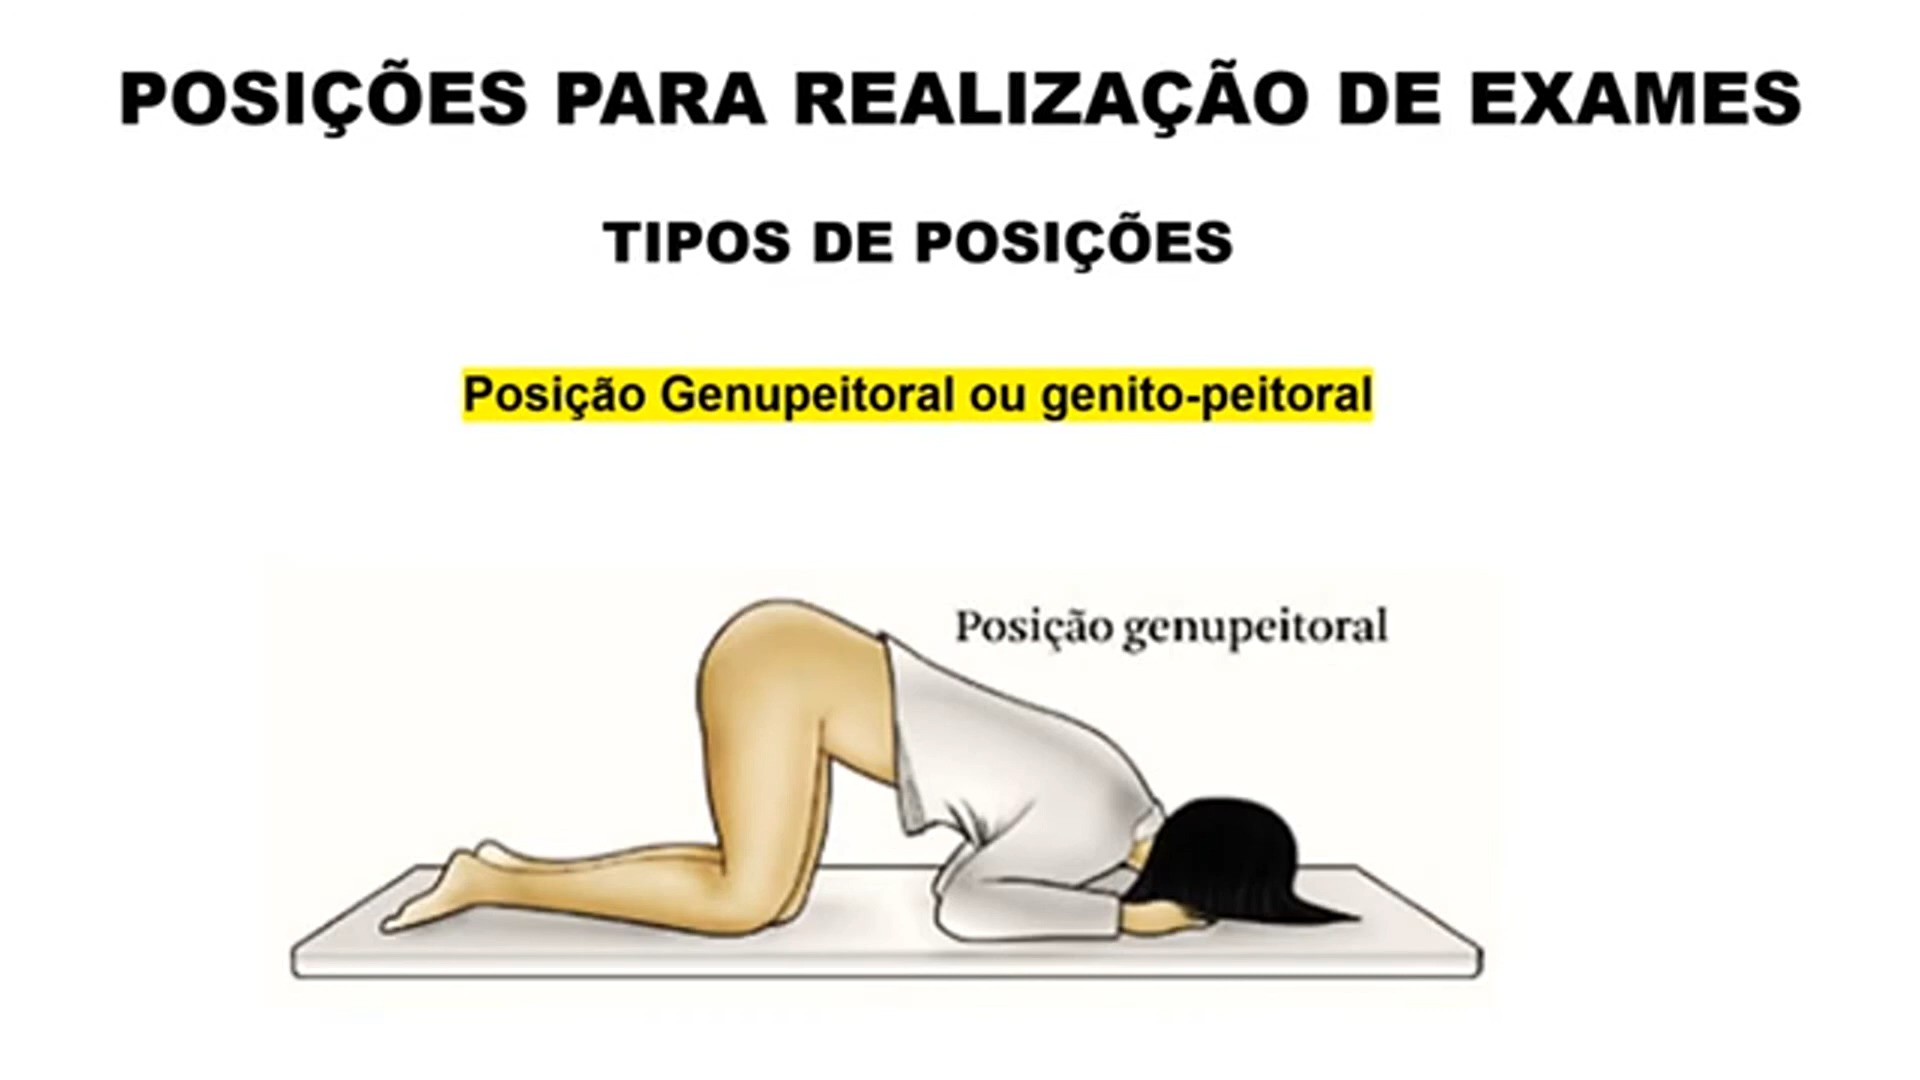 POSIÇÕES PARA REALIZAÇÃO DE EXAMES
TIPOS DE POSIÇÕES
Posição Genupeitoral ou genito-peitoral
Posição genupeitoral